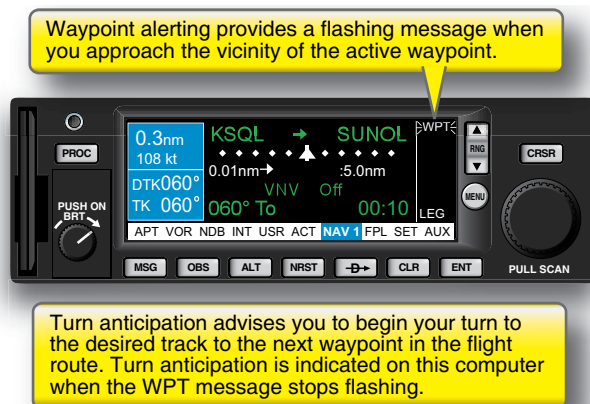 Waypoint alerting provides a flashing message when
you approach the vicinity of the active waypoint.
PROC
PUSH ON
BRT
0.3nm
108 kt
DTK060°
TK 060°
KSQL → SUNOL
0.01nm→ :5.0nm
VNV Off
060° To 00:10
WPT
LEG
APT VOR NDB INT USR ACT NAV 1 FPL SET AUX
RNG
MENU
CRSR
PULL SCAN
MSG OBS ALT NRST D→ CLR ENT
Turn anticipation advises you to begin your turn to
the desired track to the next waypoint in the flight
route. Turn anticipation is indicated on this computer
when the WPT message stops flashing.